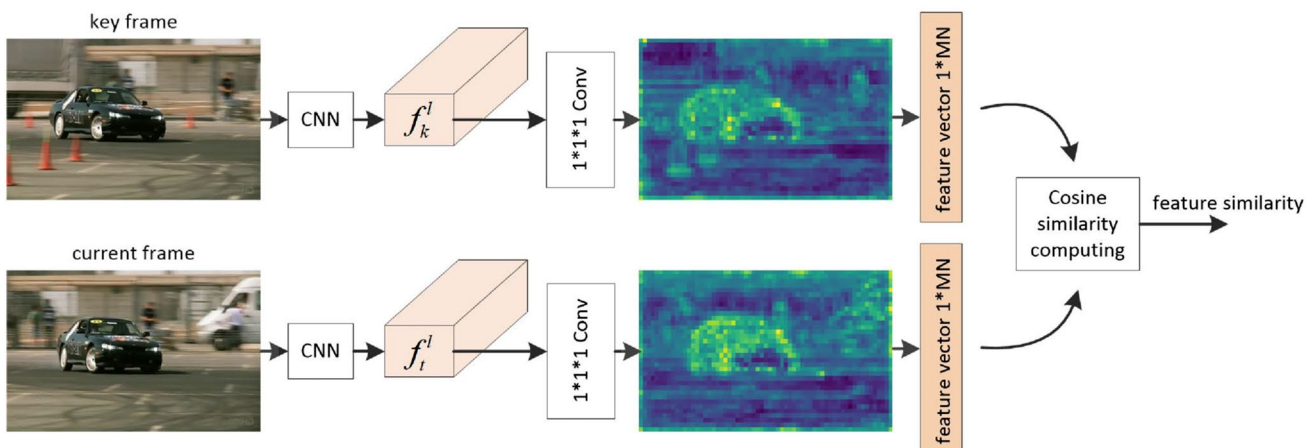 key frame
CNN
f_k^l
1*1*1 Conv
feature vector 1*MN
Cosine
similarity
computing
feature similarity
current frame
CNN
f_t^l
1*1*1 Conv
feature vector 1*MN